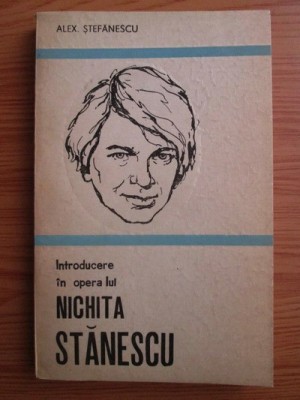 ALEX. ȘTEFĂNESCU
Introducere
în opera lui
NICHITA
STĂNESCU